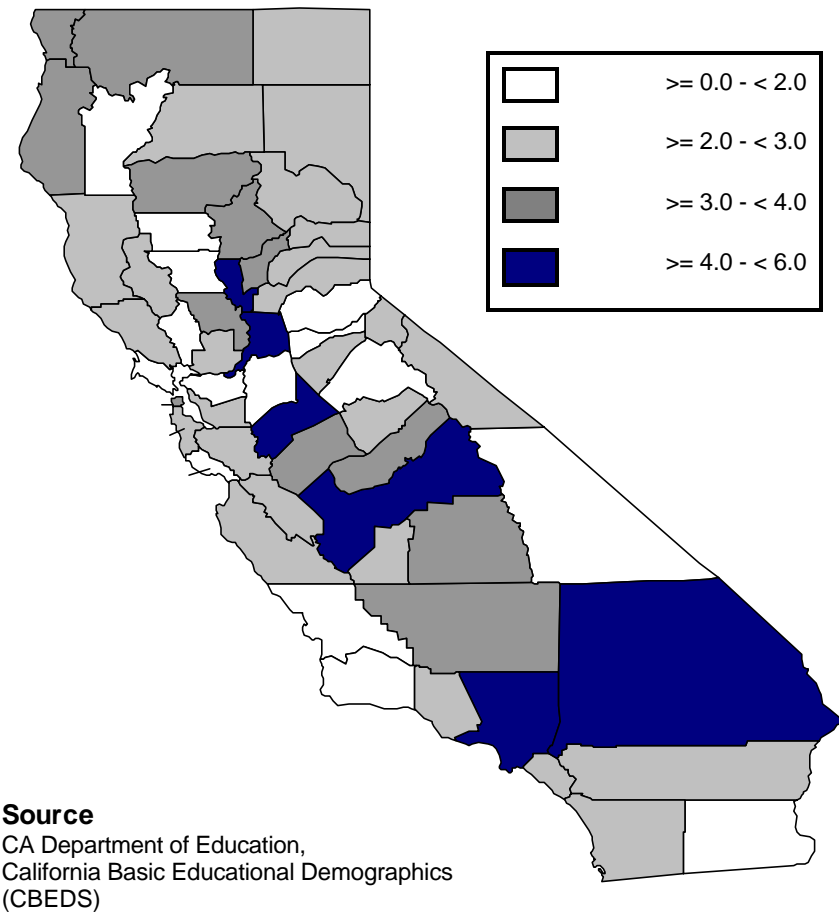 >= 0.0 - < 2.0
>= 2.0 - < 3.0
>= 3.0 - < 4.0
>= 4.0 - < 6.0
Source
CA Department of Education,
California Basic Educational Demographics
(CBEDS)